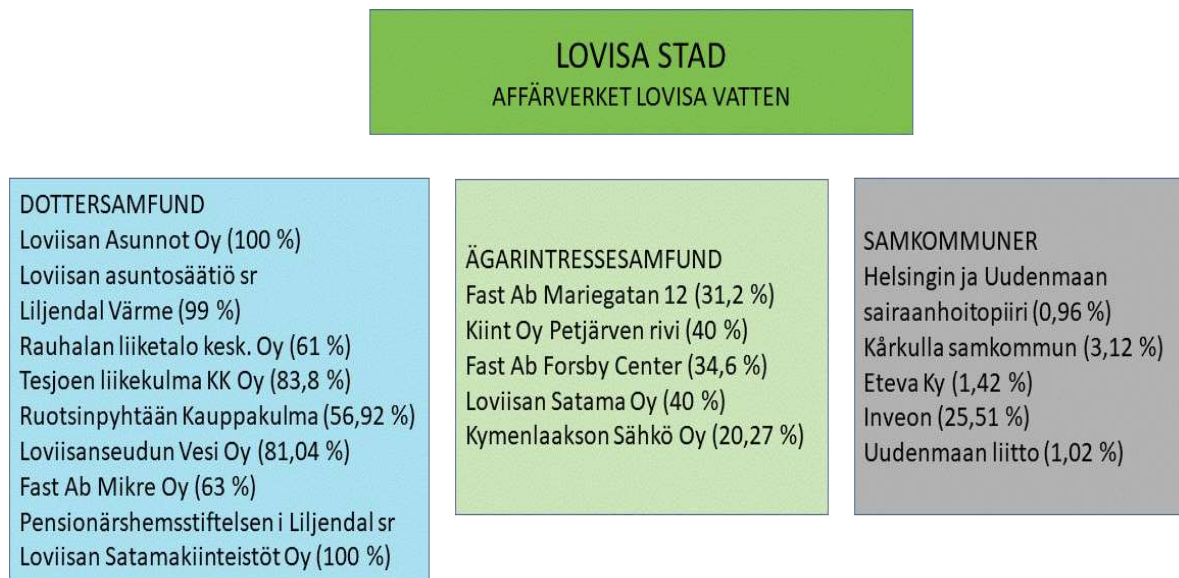 LOVISA STAD
AFFÄRVERKET LOVISA VATTEN
DOTTERSAMFUND
Loviisan Asunnot Oy (100 %)
Loviisan asuntosäätiö sr
Liljendal Värme (99 %)
Rauhalan liiketalo kesk. Oy (61 %)
Tesjoen liikekulma KK Oy (83,8 %)
Ruotsinpyhtään Kauppakulma (56,92 %)
Loviisanseudun Vesi Oy (81,04 %)
Fast Ab Mikre Oy (63 %)
Pensionärshemsstiftelsen i Liljendal sr
Loviisan Satamakiinteistöt Oy (100 %)
ÄGARINTRESSESAMFUND
Fast Ab Mariegatan 12 (31,2 %)
Kiint Oy Petjärven rivi (40 %)
Fast Ab Forsby Center (34,6 %)
Loviisan Satama Oy (40 %)
Kymenlaakson Sähkö Oy (20,27 %)
SAMKOMMUNER
Helsingin ja Uudenmaan
sairaanhoitopiiri (0,96 %)
Kårkulla samkommun (3,12 %)
Eteva Ky (1,42 %)
Inveon (25,51 %)
Uudenmaan liitto (1,02 %)